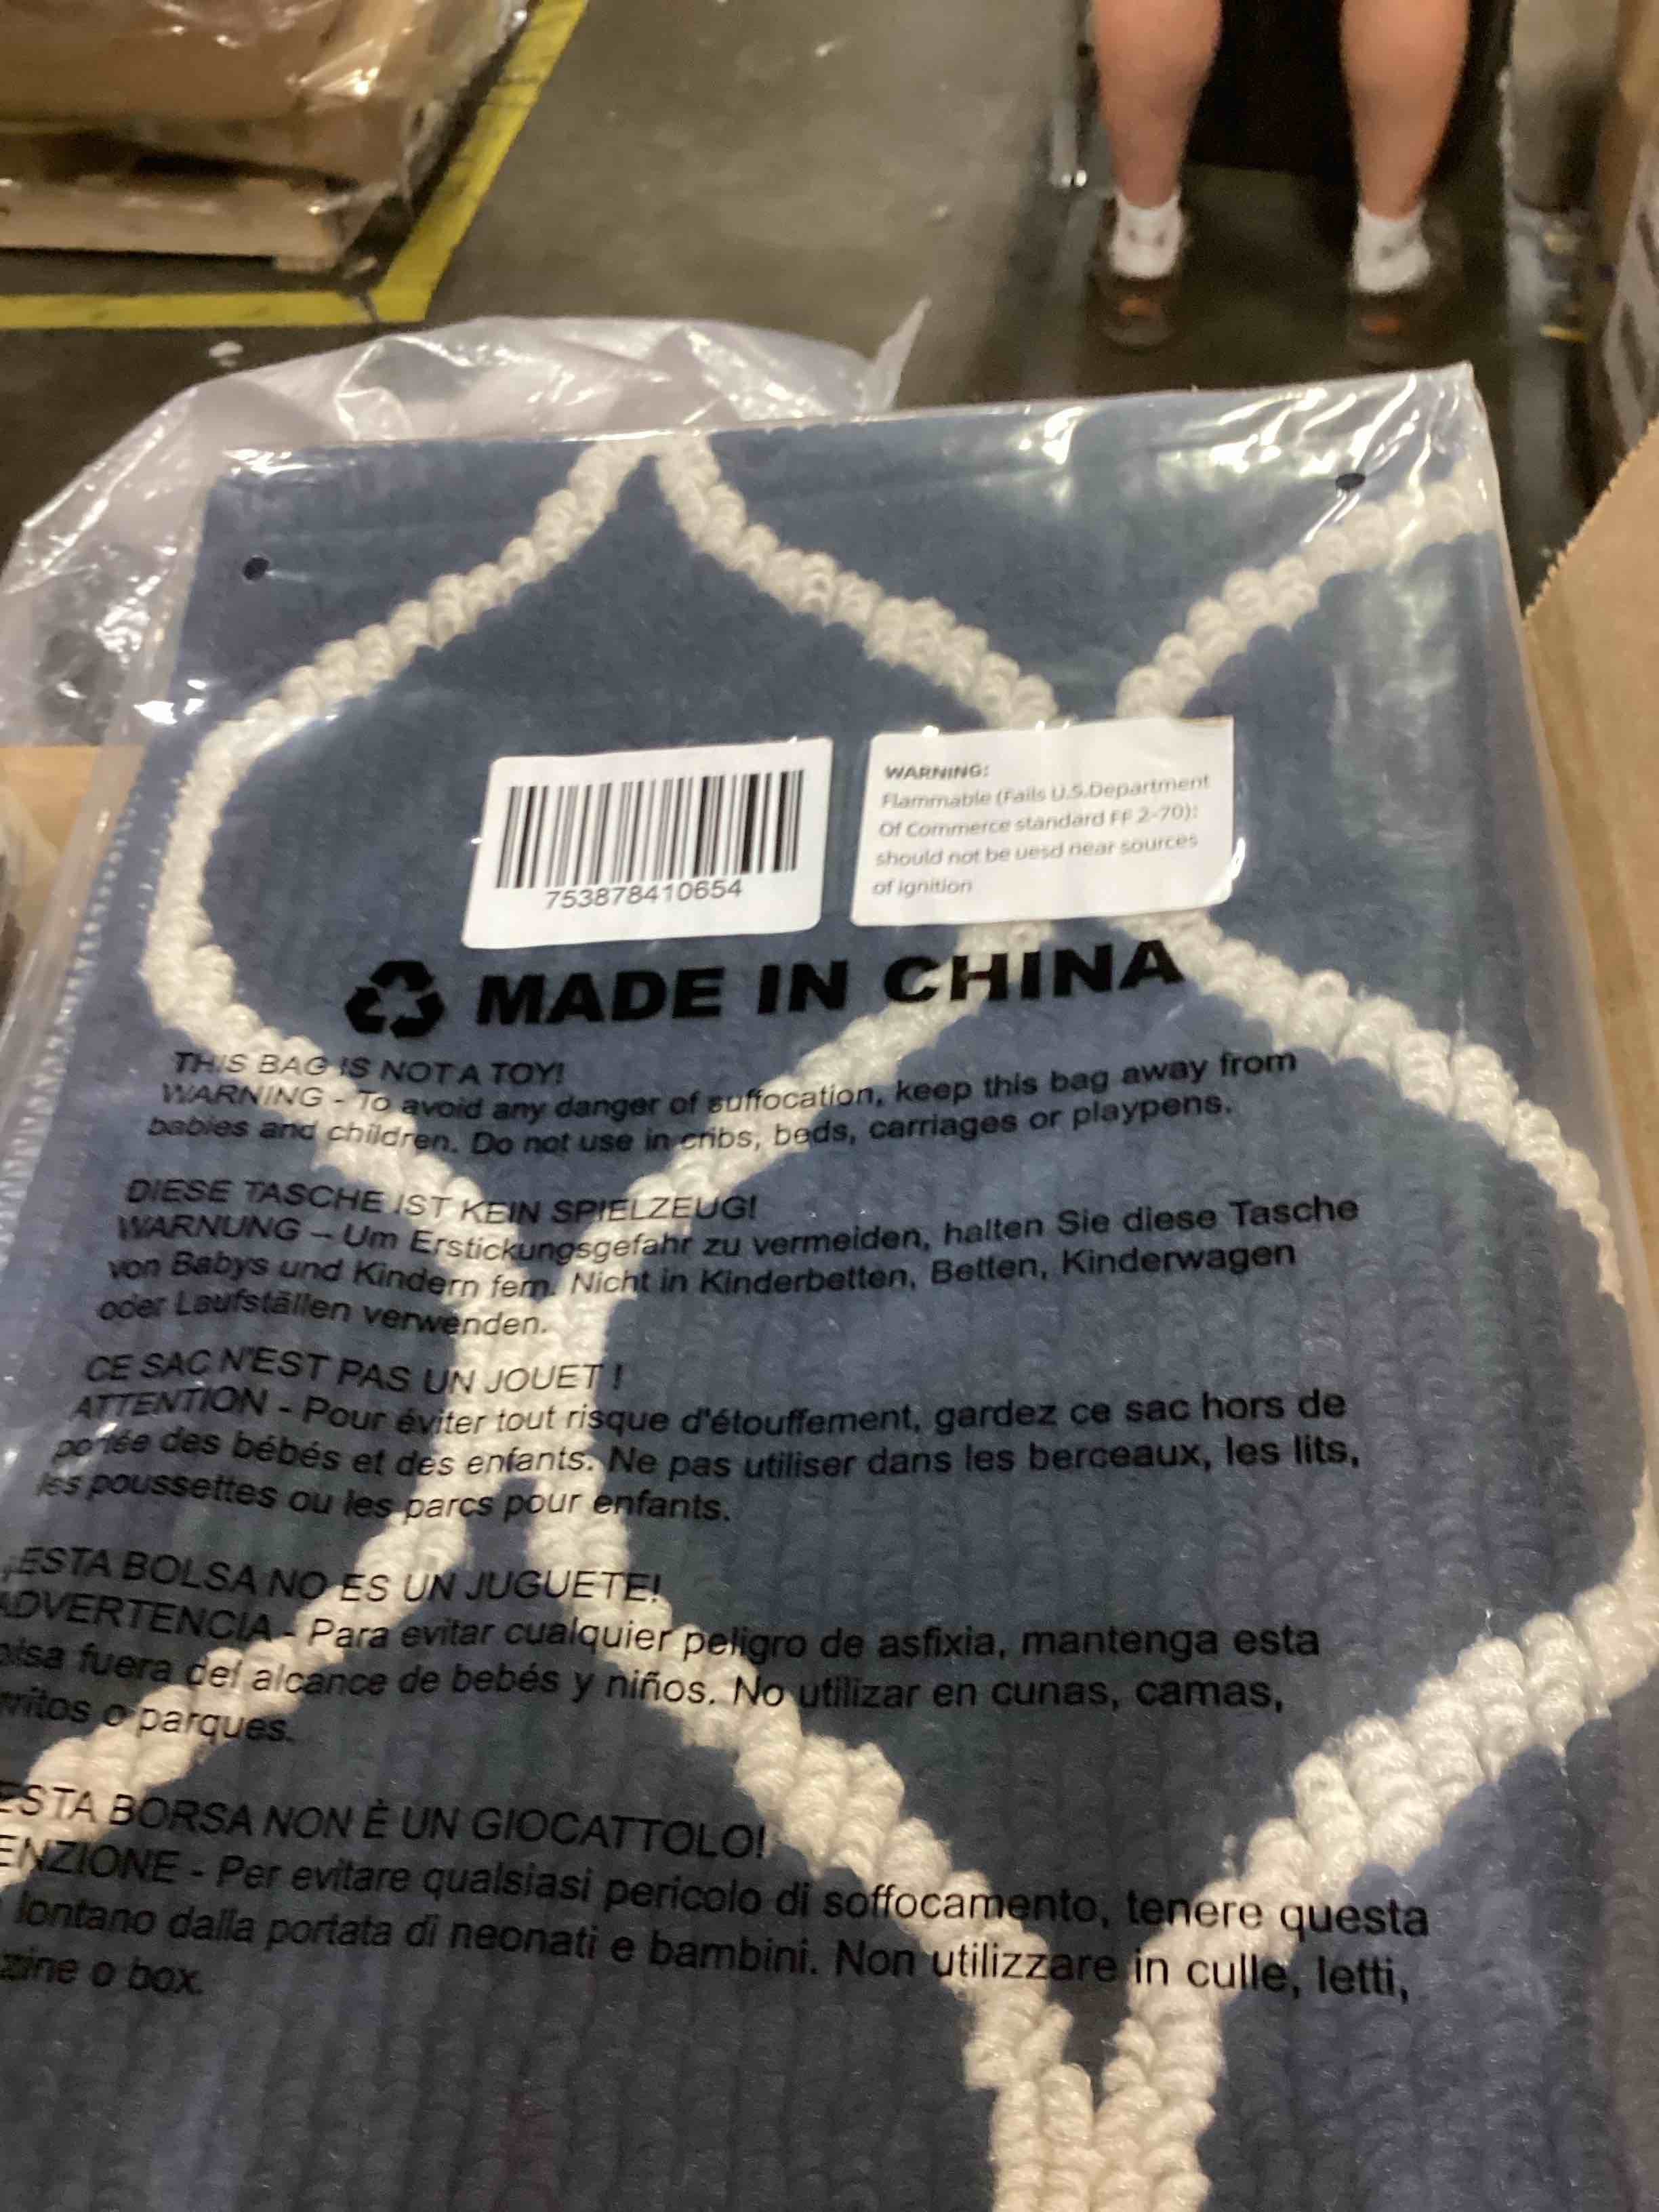 753878410654
WARNING:
Flammable (Fails U.S.Department
Of Commerce standard FF 2-70):
should not be uesd near sources
of ignition
MADE IN CHINA
THIS BAG IS NOT A TOY!
WARNING - To avoid any danger of suffocation, keep this bag away from
babies and children. Do not use in cribs, beds, carriages or playpens.
DIESE TASCHE IST KEIN SPIELZEUG!
WARNUNG – Um Erstickungsgefahr zu vermeiden, halten Sie diese Tasche
von Babys und Kindern fern. Nicht in Kinderbetten, Betten, Kinderwagen
oder Laufställen verwenden.
CE SAC N'EST PAS UN JOUET !
ATTENTION - Pour éviter tout risque d'étouffement, gardez ce sac hors de
portée des bébés et des enfants. Ne pas utiliser dans les berceaux, les lits,
les poussettes ou les parcs pour enfants.
¡ESTA BOLSA NO ES UN JUGUETE!
ADVERTENCIA - Para evitar cualquier peligro de asfixia, mantenga esta
olsa fuera del alcance de bebés y niños. No utilizar en cunas, camas,
rritos o parques.
ESTA BORSA NON È UN GIOCATTOLO!
ENZIONE - Per evitare qualsiasi pericolo di soffocamento, tenere questa
lontano dalla portata di neonati e bambini. Non utilizzare in culle, letti,
zzine o box.